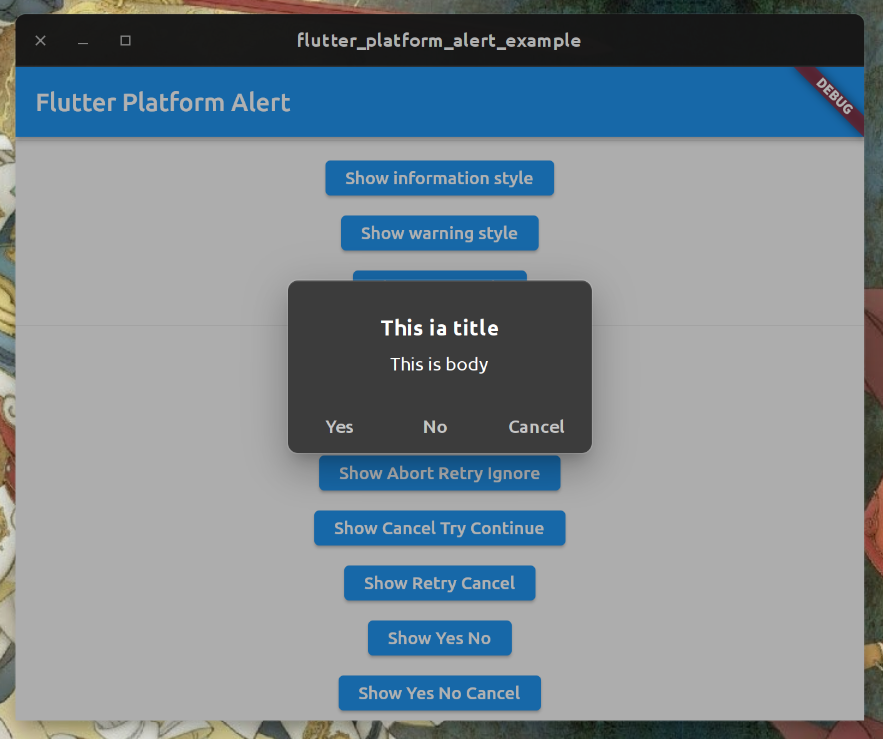 flutter_platform_alert_example
Flutter Platform Alert
DEBUG
Show information style
Show warning style
This ia title
This is body
Yes No Cancel
Show Abort Retry Ignore
Show Cancel Try Continue
Show Retry Cancel
Show Yes No
Show Yes No Cancel